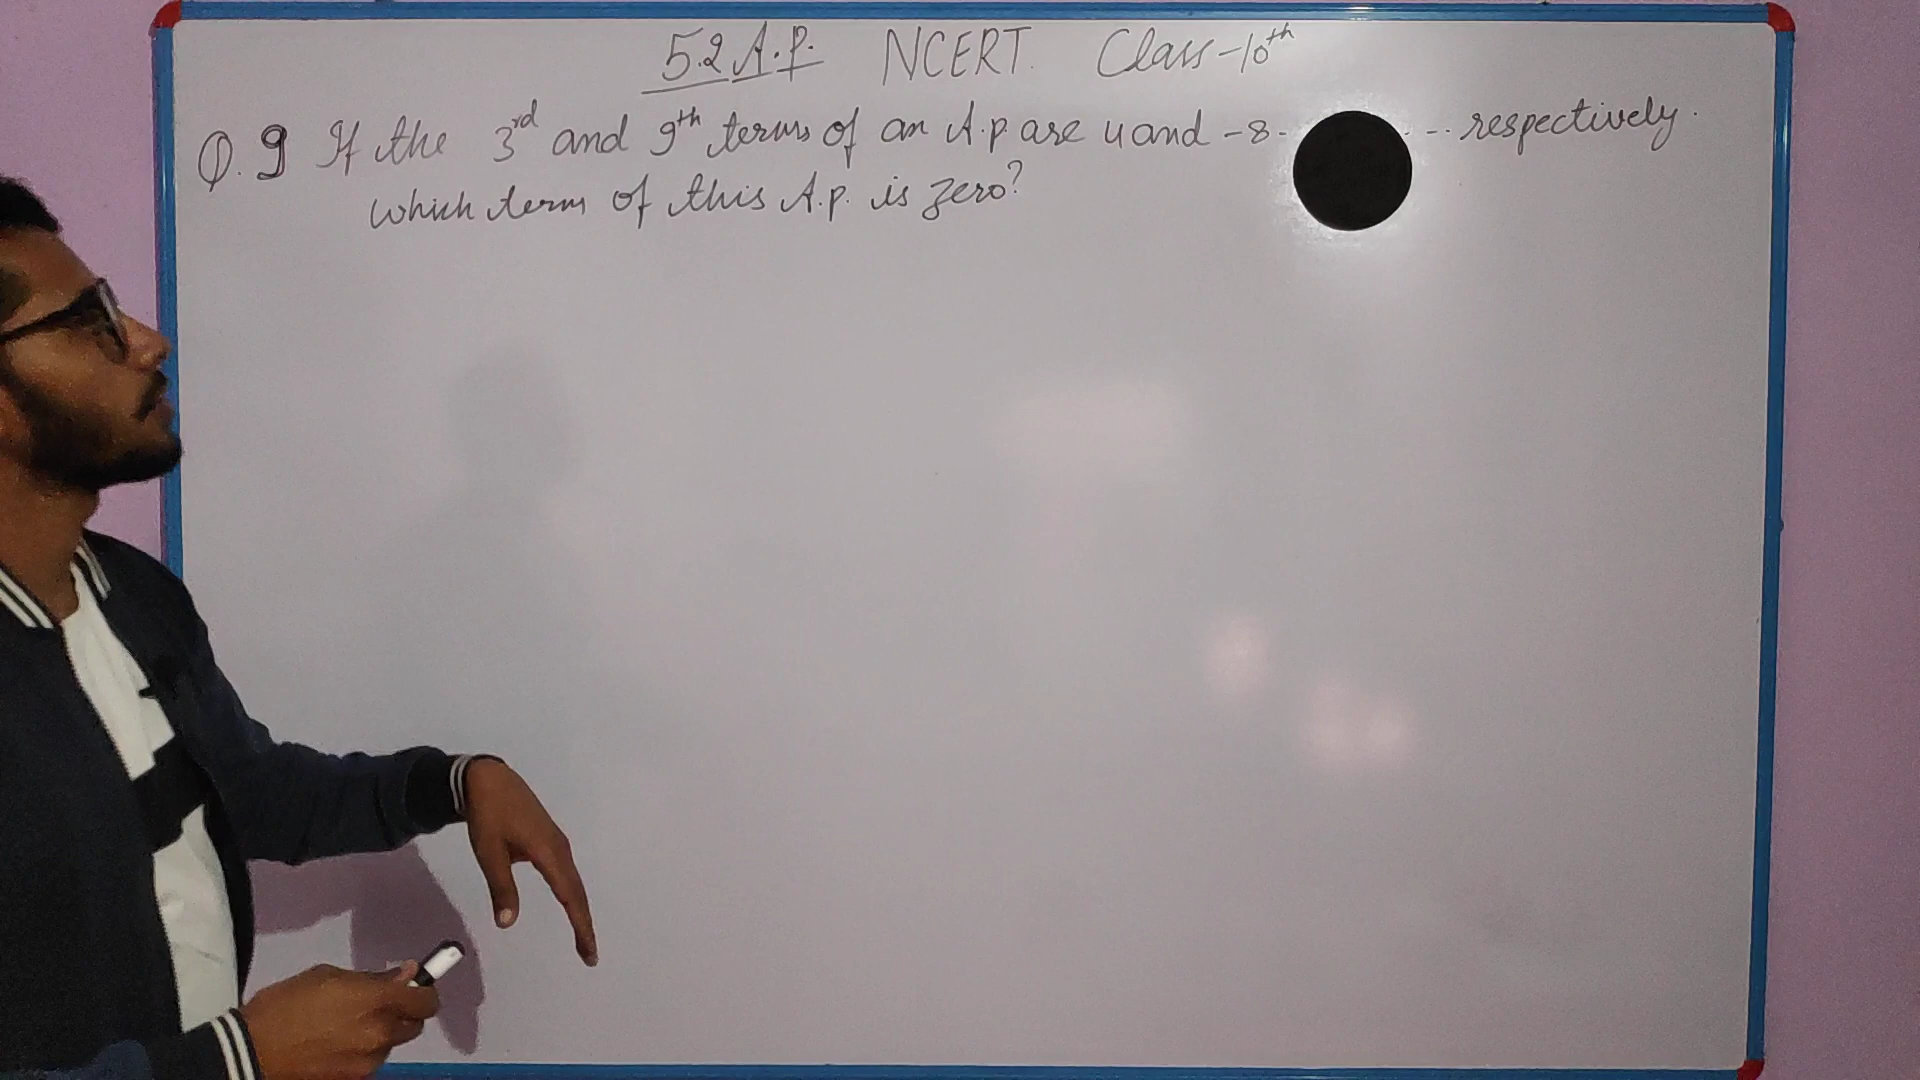 5.2 A.P. NCERT. Class-10th
Q.9 If the 3rd and 9th terms of an A.p. are 4 and -8 - - -- respectively.
which term of this A.p. is zero?